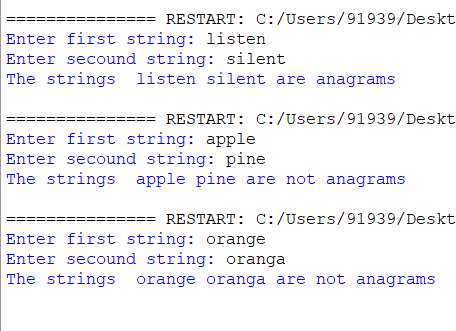 =============== RESTART: C:/Users/91939/Deskt
Enter first string: listen
Enter secound string: silent
The strings  listen silent are anagrams
=============== RESTART: C:/Users/91939/Deskt
Enter first string: apple
Enter secound string: pine
The strings  apple pine are not anagrams
=============== RESTART: C:/Users/91939/Deskt
Enter first string: orange
Enter secound string: oranga
The strings  orange oranga are not anagrams